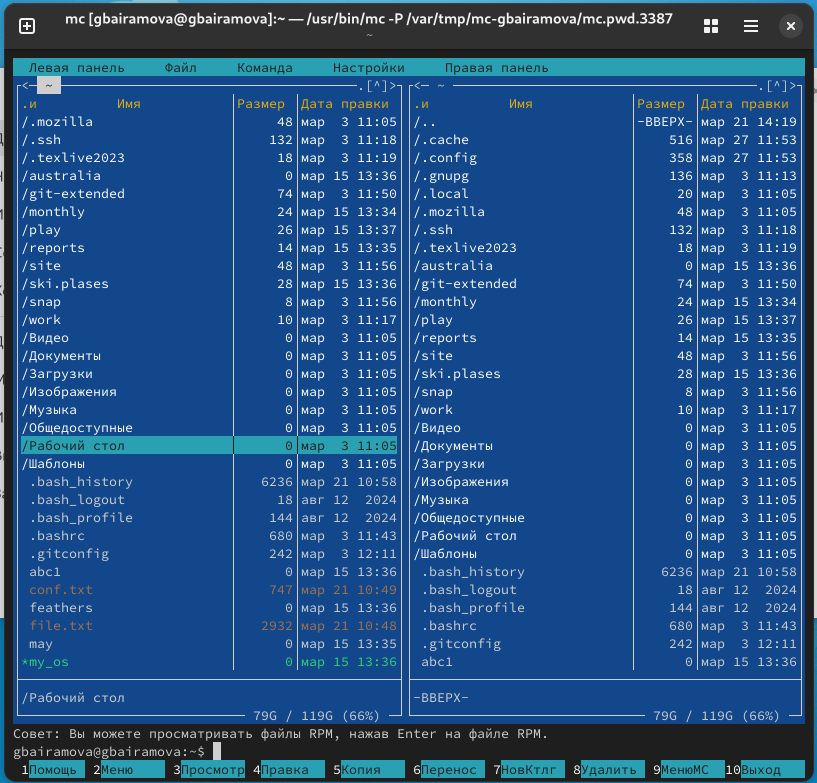 mc [gbairamova@gbairamova]:~ — /usr/bin/mc -P /var/tmp/mc-gbairamova/mc.pwd.3387
~
Левая панель Файл Команда Настройки Правая панель
<─ ~ .[^]> <─ ~ .[^]>
.и Имя Размер Дата правки .и Имя Размер Дата правки
/.mozilla 48 мар 3 11:05 /.. -ВВЕРХ- мар 21 14:19
/.ssh 132 мар 3 11:18 /.cache 516 мар 27 11:53
/.texlive2023 18 мар 3 11:19 /.config 358 мар 27 11:53
/australia 0 мар 15 13:36 /.gnupg 136 мар 3 11:13
/git-extended 74 мар 3 11:50 /.local 20 мар 3 11:05
/monthly 24 мар 15 13:34 /.mozilla 48 мар 3 11:05
/play 26 мар 15 13:37 /.ssh 132 мар 3 11:18
/reports 14 мар 15 13:35 /.texlive2023 18 мар 3 11:19
/site 48 мар 3 11:56 /australia 0 мар 15 13:36
/ski.plases 28 мар 15 13:36 /git-extended 74 мар 3 11:50
/snap 8 мар 3 11:56 /monthly 24 мар 15 13:34
/work 10 мар 3 11:17 /play 26 мар 15 13:37
/Видео 0 мар 3 11:05 /reports 14 мар 15 13:35
/Документы 0 мар 3 11:05 /site 48 мар 3 11:56
/Загрузки 0 мар 3 11:05 /ski.plases 28 мар 15 13:36
/Изображения 0 мар 3 11:05 /snap 8 мар 3 11:56
/Музыка 0 мар 3 11:05 /work 10 мар 3 11:17
/Общедоступные 0 мар 3 11:05 /Видео 0 мар 3 11:05
/Рабочий стол 0 мар 3 11:05 /Документы 0 мар 3 11:05
/Шаблоны 0 мар 3 11:05 /Загрузки 0 мар 3 11:05
.bash_history 6236 мар 21 10:58 /Изображения 0 мар 3 11:05
.bash_logout 18 авг 12 2024 /Музыка 0 мар 3 11:05
.bash_profile 144 авг 12 2024 /Общедоступные 0 мар 3 11:05
.bashrc 680 мар 3 11:43 /Рабочий стол 0 мар 3 11:05
.gitconfig 242 мар 3 12:11 /Шаблоны 0 мар 3 11:05
abc1 0 мар 15 13:36 .bash_history 6236 мар 21 10:58
conf.txt 747 мар 21 10:49 .bash_logout 18 авг 12 2024
feathers 0 мар 15 13:36 .bash_profile 144 авг 12 2024
file.txt 2932 мар 21 10:48 .bashrc 680 мар 3 11:43
may 0 мар 15 13:35 .gitconfig 242 мар 3 12:11
*my_os 0 мар 15 13:36 abc1 0 мар 15 13:36
/Рабочий стол -ВВЕРХ-
79G / 119G (66%) 79G / 119G (66%)
Совет: Вы можете просматривать файлы RPM, нажав Enter на файле RPM.
gbairamova@gbairamova:~$
1Помощь 2Меню 3Просмотр 4Правка 5Копия 6Перенос 7НовКтлг 8Удалить 9МенюМС 10Выход